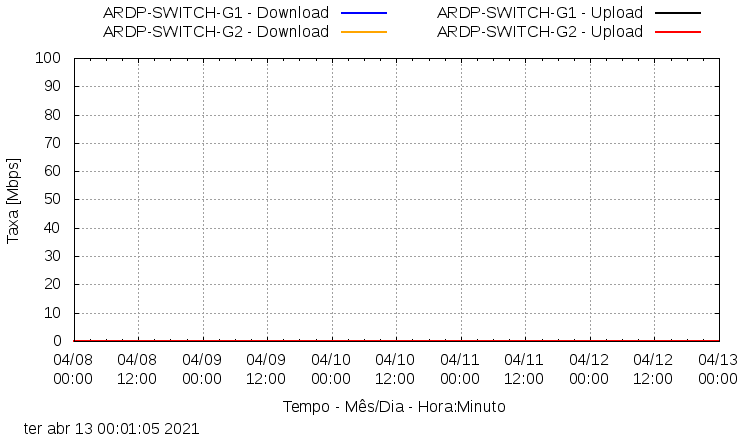 ARDP-SWITCH-G1 - Download
ARDP-SWITCH-G1 - Upload
ARDP-SWITCH-G2 - Download
ARDP-SWITCH-G2 - Upload
Taxa [Mbps]
100
90
80
70
60
50
40
30
20
10
0
04/08 04/08 04/09 04/09 04/10 04/10 04/11 04/11 04/12 04/12 04/13
00:00 12:00 00:00 12:00 00:00 12:00 00:00 12:00 00:00 12:00 00:00
Tempo - Mês/Dia - Hora:Minuto
ter abr 13 00:01:05 2021